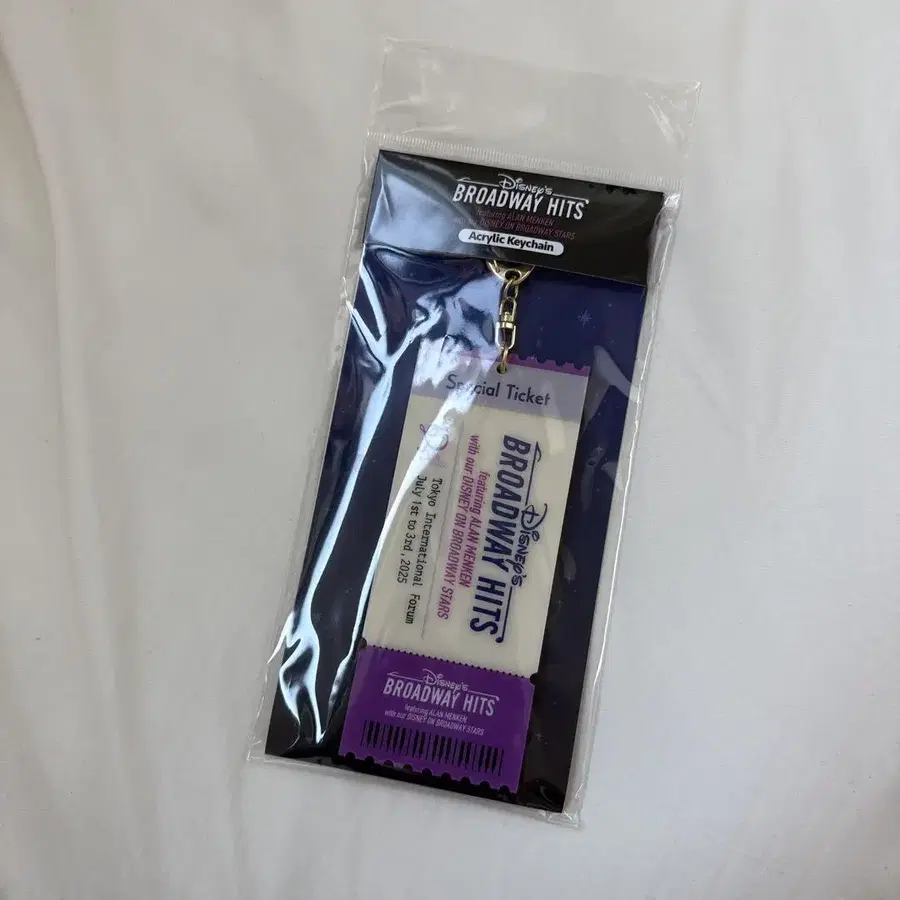 Disney's
BROADWAY HITS
featuring ALAN MENKEN
with our DISNEY ON BROADWAY STARS
Acrylic Keychain
Special Ticket
Disney's
BROADWAY HITS
featuring ALAN MENKEN
with our DISNEY ON BROADWAY STARS
Tokyo International Forum
July 1st to 3rd, 2025
Disney's
BROADWAY HITS
featuring ALAN MENKEN
with our DISNEY ON BROADWAY STARS